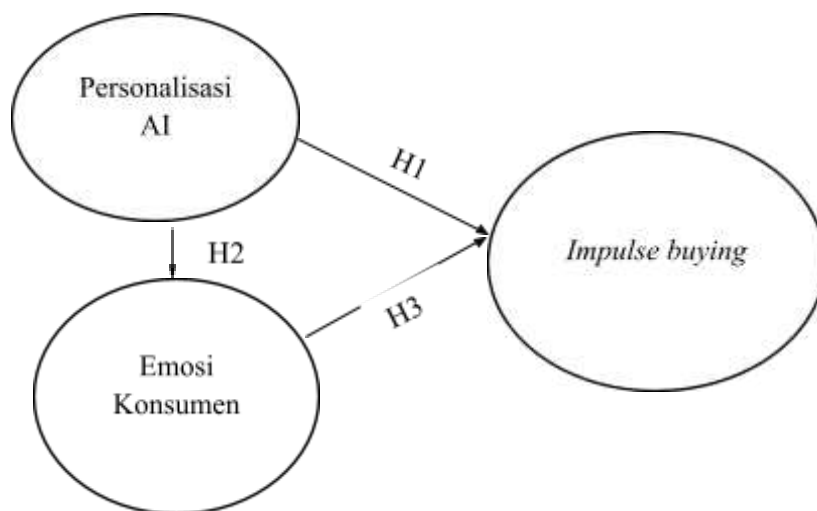 Personalisasi
AI
H1
H2
Impulse buying
H3
Emosi
Konsumen